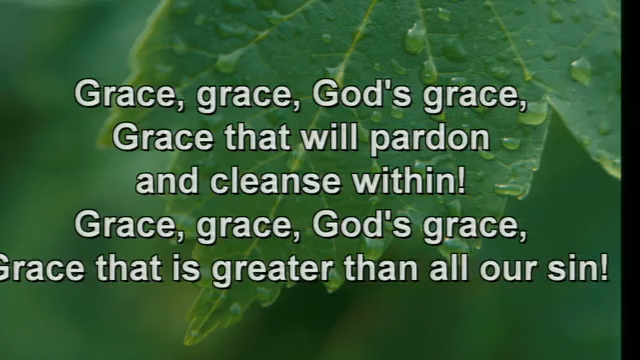 Grace, grace, God's grace,
Grace that will pardon
and cleanse within!
Grace, grace, God's grace,
Grace that is greater than all our sin!